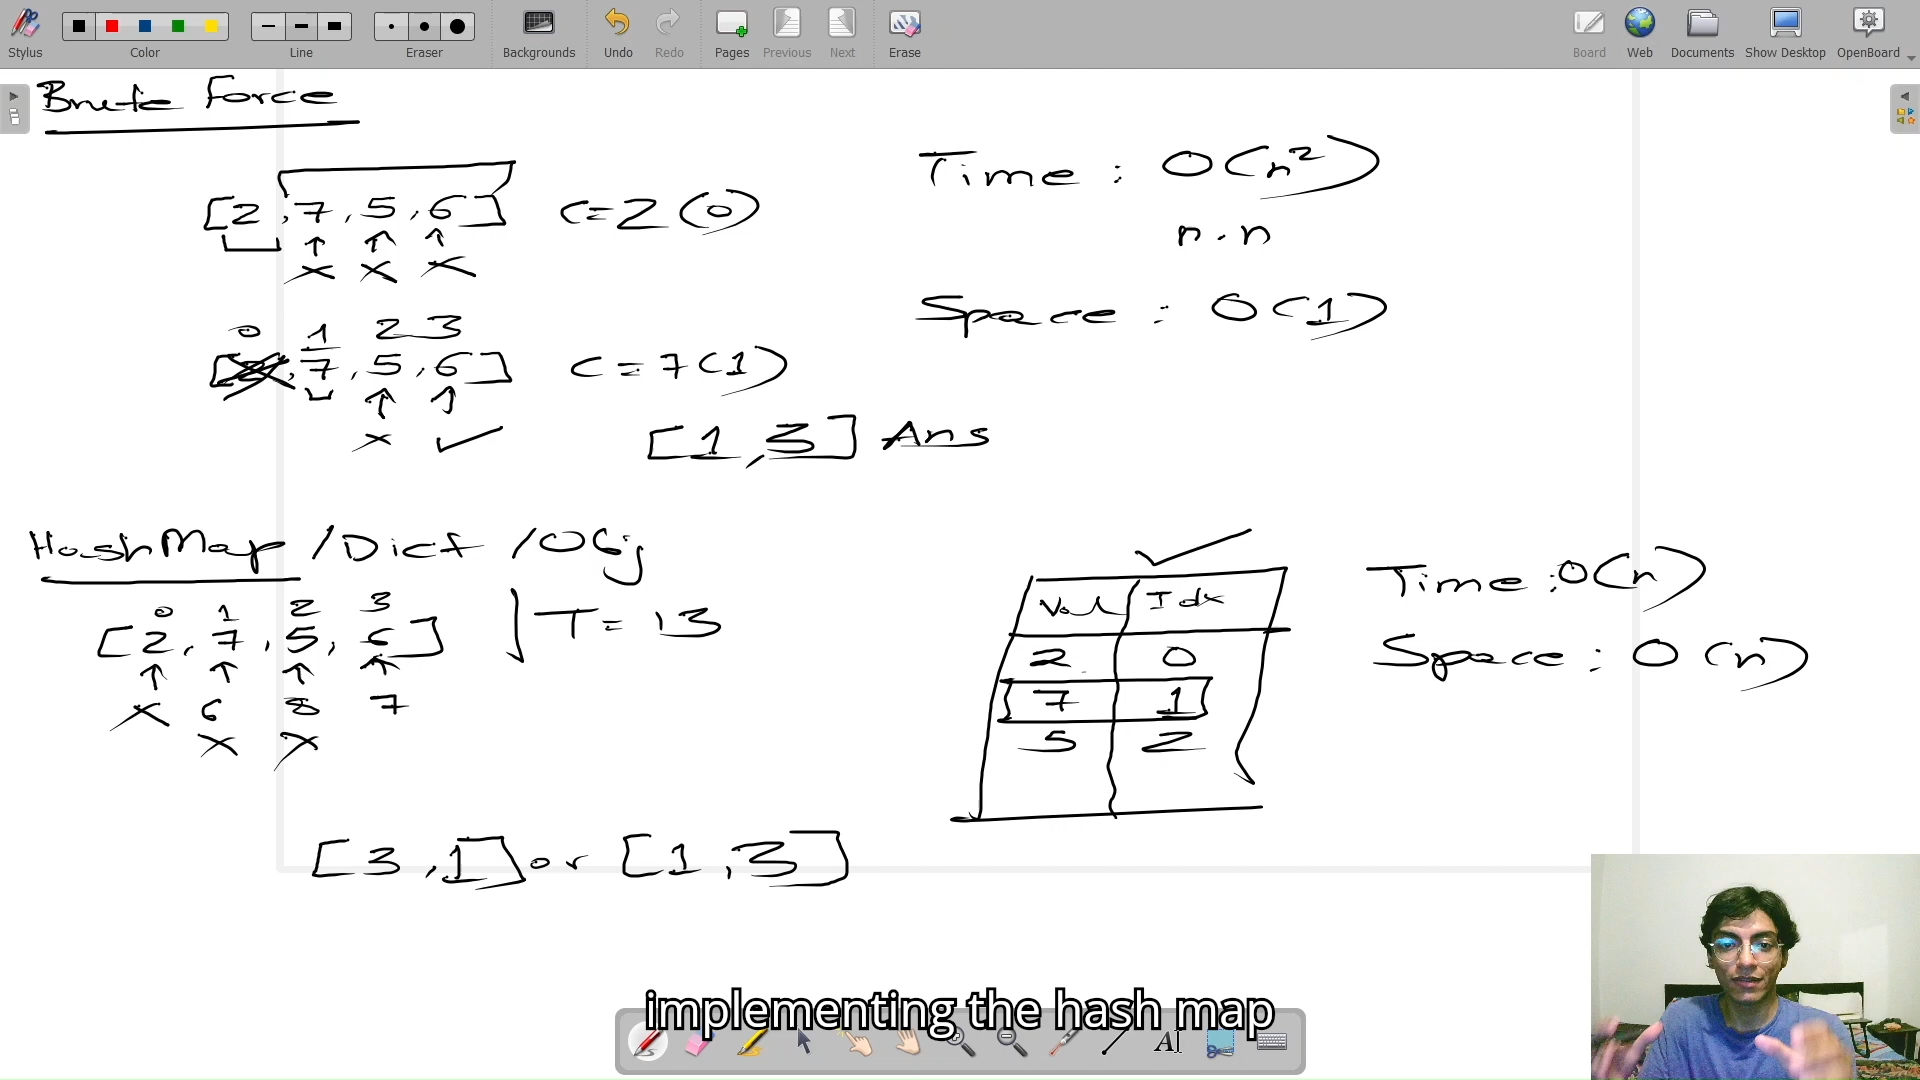 Stylus Color Line Eraser Backgrounds Undo Redo Pages Previous Next Erase Board Web Documents Show Desktop OpenBoard
Brute Force
[2,7,5,6] C=2(0)
x x x
0 1 2 3
,7,5,6] C=7(1)
x ✓
[1,3] Ans
Time: O(n²)
n.n
Space: O(1)
HashMap/Dict/Obj
0 1 2 3
[2,7,5,6] T=13
x 6 8 7
x x
[3,1] or [1,3]
Val Idx
2 0
7 1
5 2
Time: O(n)
Space: O(n)
implementing the hash map